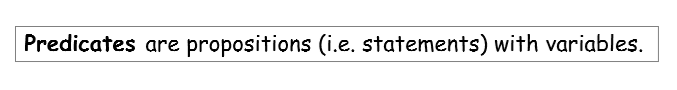 Predicates are propositions (i.e. statements) with variables.